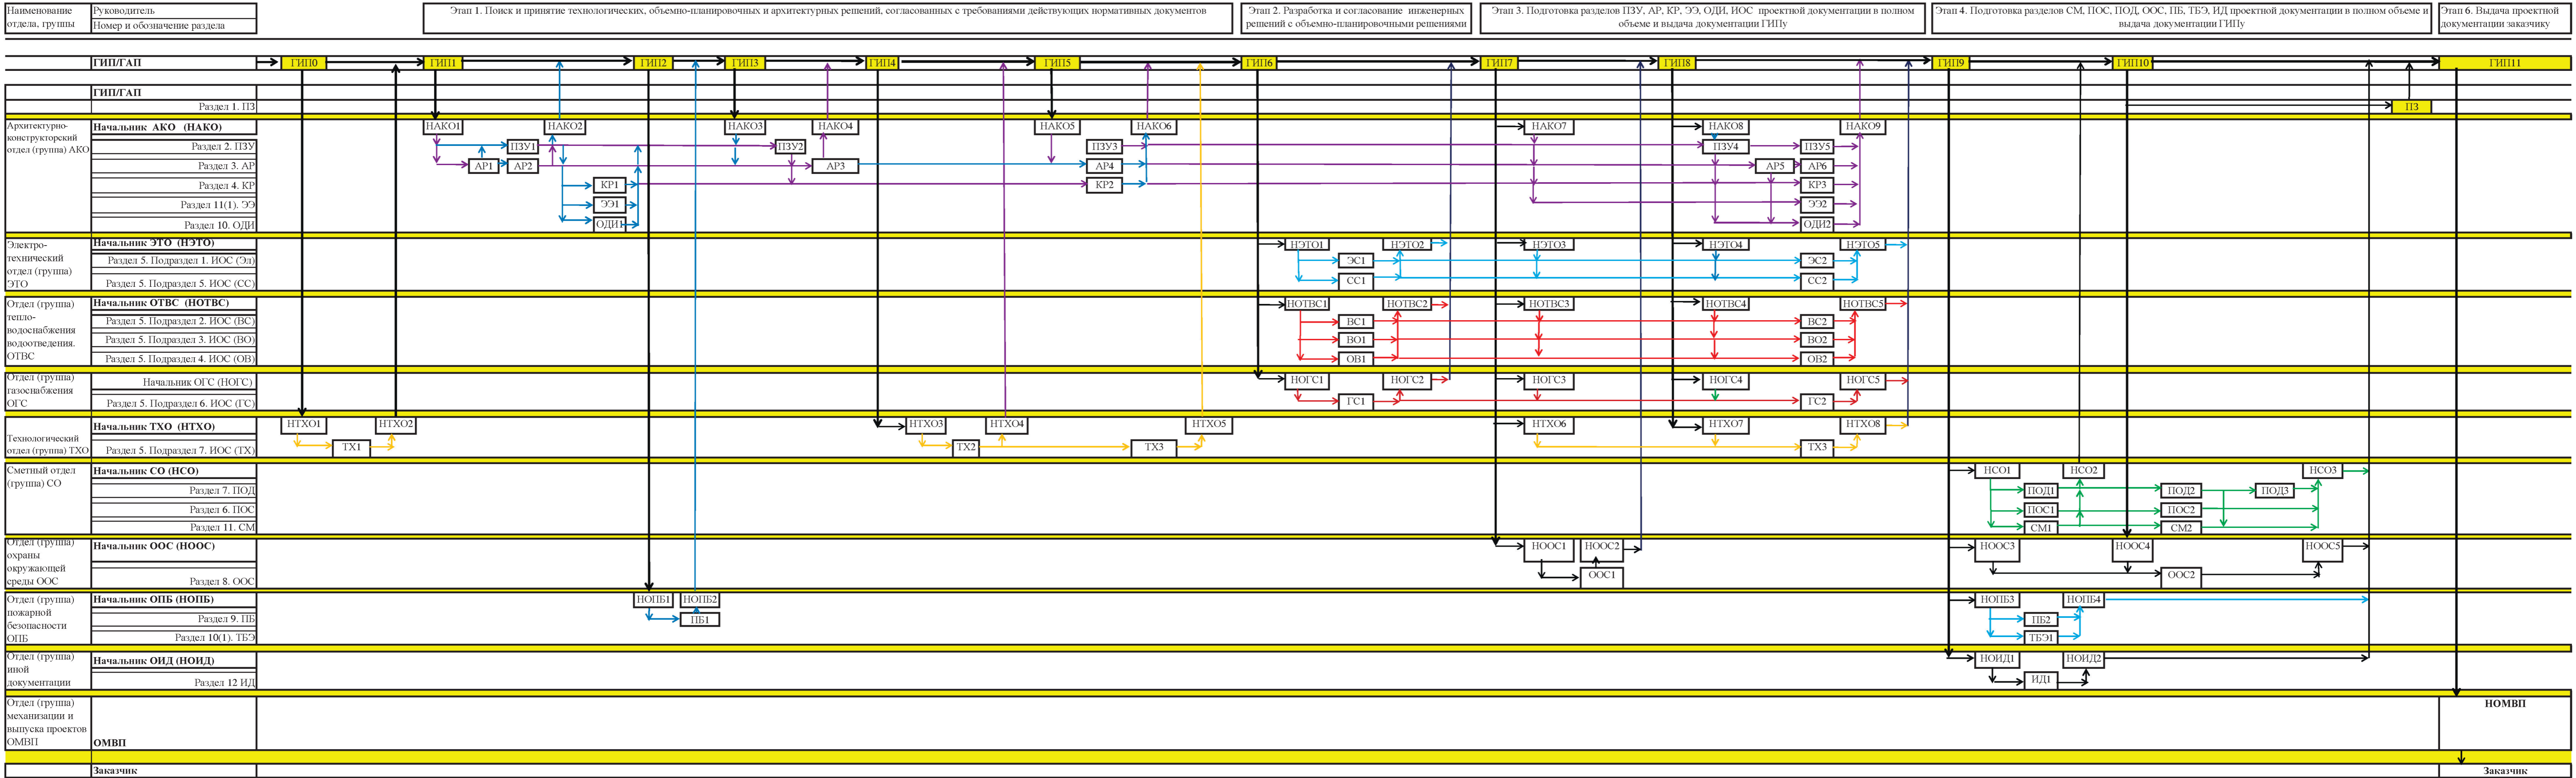 Наименование
отдела, группы
Руководитель
Номер и обозначение раздела
Этап 1. Поиск и принятие технологических, объемно-планировочных и архитектурных решений, согласованных с требованиями действующих нормативных документов
Этап 2. Разработка и согласование инженерных
решений с объемно-планировочными решениями
Этап 3. Подготовка разделов ПЗУ, АР, КР, ЭЭ, ОДИ, ИОС проектной документации в полном
объеме и выдача документации ГИПу
Этап 4. Подготовка разделов СМ, ПОС, ПОД, ООС, ПБ, ТБЭ, ИД проектной документации в полном объеме и
выдача документации ГИПу
Этап 6. Выдача проектной
документации заказчику
ГИП/ГАП
ГИП0
ГИП1
ГИП2
ГИП3
ГИП4
ГИП5
ГИП6
ГИП7
ГИП8
ГИП9
ГИП10
ГИП11
ГИП/ГАП
Раздел 1. ПЗ
ПЗ
Архитектурно-
конструкторский
отдел (группа) АКО
Начальник АКО (НАКО)
НАКО1
НАКО2
НАКО3
НАКО4
НАКО5
НАКО6
НАКО7
НАКО8
НАКО9
Раздел 2. ПЗУ
ПЗУ1
ПЗУ2
ПЗУ3
ПЗУ4
ПЗУ5
Раздел 3. АР
АР1
АР2
АР3
АР4
АР5
АР6
Раздел 4. КР
КР1
КР2
КР3
Раздел 11(1). ЭЭ
ЭЭ1
ЭЭ2
Раздел 10. ОДИ
ОДИ1
ОДИ2
Электро-
технический
отдел (группа)
ЭТО
Начальник ЭТО (НЭТО)
НЭТО1
НЭТО2
НЭТО3
НЭТО4
НЭТО5
Раздел 5. Подраздел 1. ИОС (Эл)
ЭС1
ЭС2
Раздел 5. Подраздел 5. ИОС (СС)
СС1
СС2
Отдел (группа)
тепло-
водоснабжения
водоотведения.
ОТВС
Начальник ОТВС (НОТВС)
НОТВС1
НОТВС2
НОТВС3
НОТВС4
НОТВС5
Раздел 5. Подраздел 2. ИОС (ВС)
ВС1
ВС2
Раздел 5. Подраздел 3. ИОС (ВО)
ВО1
ВО2
Раздел 5. Подраздел 4. ИОС (ОВ)
ОВ1
ОВ2
Отдел (группа)
газоснабжения
ОГС
Начальник ОГС (НОГС)
НОГС1
НОГС2
НОГС3
НОГС4
НОГС5
Раздел 5. Подраздел 6. ИОС (ГС)
ГС1
ГС2
Технологический
отдел (группа) ТХО
Начальник ТХО (НТХО)
НТХО1
НТХО2
НТХО3
НТХО4
НТХО5
НТХО6
НТХО7
НТХО8
Раздел 5. Подраздел 7. ИОС (ТХ)
ТХ1
ТХ2
ТХ3
ТХ3
Сметный отдел
(группа) СО
Начальник СО (НСО)
НСО1
НСО2
НСО3
Раздел 7. ПОД
ПОД1
ПОД2
ПОД3
Раздел 6. ПОС
ПОС1
ПОС2
Раздел 11. СМ
СМ1
СМ2
Отдел (группа)
охраны
окружающей
среды ООС
Начальник ООС (НООС)
НООС1
НООС2
НООС3
НООС4
НООС5
Раздел 8. ООС
ООС1
ООС2
Отдел (группа)
пожарной
безопасности
ОПБ
Начальник ОПБ (НОПБ)
НОПБ1
НОПБ2
НОПБ3
НОПБ4
Раздел 9. ПБ
ПБ1
ПБ2
Раздел 10(1). ТБЭ
ТБЭ1
Отдел (группа)
иной
документации
Начальник ОИД (НОИД)
НОИД1
НОИД2
Раздел 12 ИД
ИД1
Отдел (группа)
механизации и
выпуска проектов
ОМВП
ОМВП
НОМВП
Заказчик
Заказчик